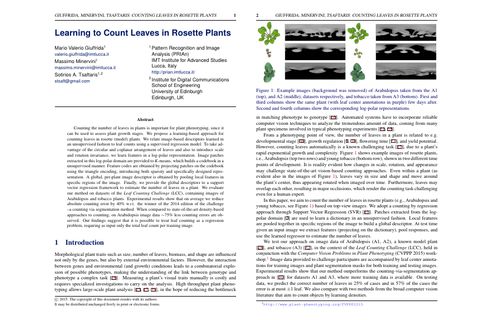 GIUFFRIDA, MINERVINI, TSAFTARIS: COUNTING LEAVES IN ROSETTE PLANTS 1
Learning to Count Leaves in Rosette Plants
Mario Valerio Giuffrida¹
valerio.giuffrida@imtlucca.it
Massimo Minervini¹
massimo.minervini@imtlucca.it
Sotirios A. Tsaftaris¹,²
¹ Pattern Recognition and Image
Analysis (PRIAn)
IMT Institute for Advanced Studies
Lucca, Italy
http://prian.imtlucca.it
² Institute for Digital Communications
School of Engineering
University of Edinburgh
Edinburgh, UK
Abstract
Counting the number of leaves in plants is important for plant phenotyping, since it
can be used to assess plant growth stages. We propose a learning-based approach for
counting leaves in rosette (model) plants. We relate image-based descriptors learned in
an unsupervised fashion to leaf counts using a supervised regression model. To take ad-
vantage of the circular and coplanar arrangement of leaves and also to introduce scale
and rotation invariance, we learn features in a log-polar representation. Image patches
extracted in this log-polar domain are provided to K-means, which builds a codebook in a
unsupervised manner. Feature codes are obtained by projecting patches on the codebook
using the triangle encoding, introducing both sparsity and specifically designed repre-
sentation. A global, per-plant image descriptor is obtained by pooling local features in
specific regions of the image. Finally, we provide the global descriptors to a support
vector regression framework to estimate the number of leaves in a plant. We evaluate
our method on datasets of the Leaf Counting Challenge (LCC), containing images of
Arabidopsis and tobacco plants. Experimental results show that on average we reduce
absolute counting error by 40% w.r.t. the winner of the 2014 edition of the challenge
–a counting via segmentation method. When compared to state-of-the-art density-based
approaches to counting, on Arabidopsis image data ~75% less counting errors are ob-
served. Our findings suggest that it is possible to treat leaf counting as a regression
problem, requiring as input only the total leaf count per training image.
1 Introduction
Morphological plant traits such as size, number of leaves, biomass, and shape are influenced
not only by the genes, but also by external environmental factors. However, the interaction
between genes and environmental (and growth) conditions leads to a combinatorial explo-
sion of possible phenotypes, making the understanding of the link between genotype and
phenotype a complex task
Measuring a plant's visual traits manually is costly and
requires specialized investigators to carry on the analysis. High throughput plant pheno-
typing allows large-scale plant analysis
in the hope of reducing the bottleneck
© 2015. The copyright of this document resides with its authors.
It may be distributed unchanged freely in print or electronic forms.
2 GIUFFRIDA, MINERVINI, TSAFTARIS: COUNTING LEAVES IN ROSETTE PLANTS
Figure 1: Example images (background was removed) of Arabidopsis taken from the A1
(top), and A2 (middle), datasets respectively, and tobacco taken from A3 (bottom). First and
third columns show the same plant (with leaf center annotations in purple) few days after.
Second and fourth columns show the corresponding log-polar representations.
in matching phenotype to genotype
Automated systems have to incorporate reliable
computer vision techniques to analyse the tremendous amount of data, coming from many
plant specimens involved in typical phenotyping experiments
From a phenotyping point of view, the number of leaves in a plant is related to e.g.
developmental stage
growth regulation
flowering time
and yield potential.
However, counting leaves automatically is a known challenging task
due to a plant's
rapid exponential growth and complexity. Figure 1 shows example images of rosette plants,
i.e., Arabidopsis (top two rows) and young tobacco (bottom row), shown in two different time
points of development. It is readily evident how changes in scale, rotation, and appearance
may challenge state-of-the-art vision-based counting approaches. Even within a plant (as
evident also in the images of Figure 1), leaves vary in size and shape and move around
the plant's center, thus appearing rotated when imaged over time. Furthermore, leaves may
overlap each other, resulting in major occlusions, which render the counting task challenging
even for a human expert.
In this paper, we aim to count the number of leaves in rosette plants (e.g., Arabidopsis and
young tobaccos, see Figure 1) based on top-view images. We adopt a counting by regression
approach through Support Vector Regression (SVR)
Patches extracted from the log-
polar domain
are used to learn a dictionary in an unsupervised fashion. Local features
are pooled together in specific regions of the image to build a global descriptor. At test time
given an input image we extract features (projecting on the dictionary), pool responses, and
use the learned regressor to estimate the number of leaves.
We test our approach on image data of Arabidopsis (A1, A2), a known model plant
and tobacco (A3)
in the context of the Leaf Counting Challenge (LCC), held in
conjunction with the Computer Vision Problems in Plant Phenotyping (CVPPP 2015) work-
shop.¹ Image data provided to challenge participants are accompanied by leaf center annota-
tions for training images and plant segmentation masks for both training and testing images.
Experimental results show that our method outperforms the counting-via-segmentation ap-
proach in
for datasets A1 and A3, where more training data is available. On testing
data, we predict the correct number of leaves in 25% of cases and in 57% of the cases the
error is at most ±1 leaf. We also compare with two methods from the broad computer vision
literature that aim to count objects by learning densities.
¹http://www.plant-phenotyping.org/CVPPP2015